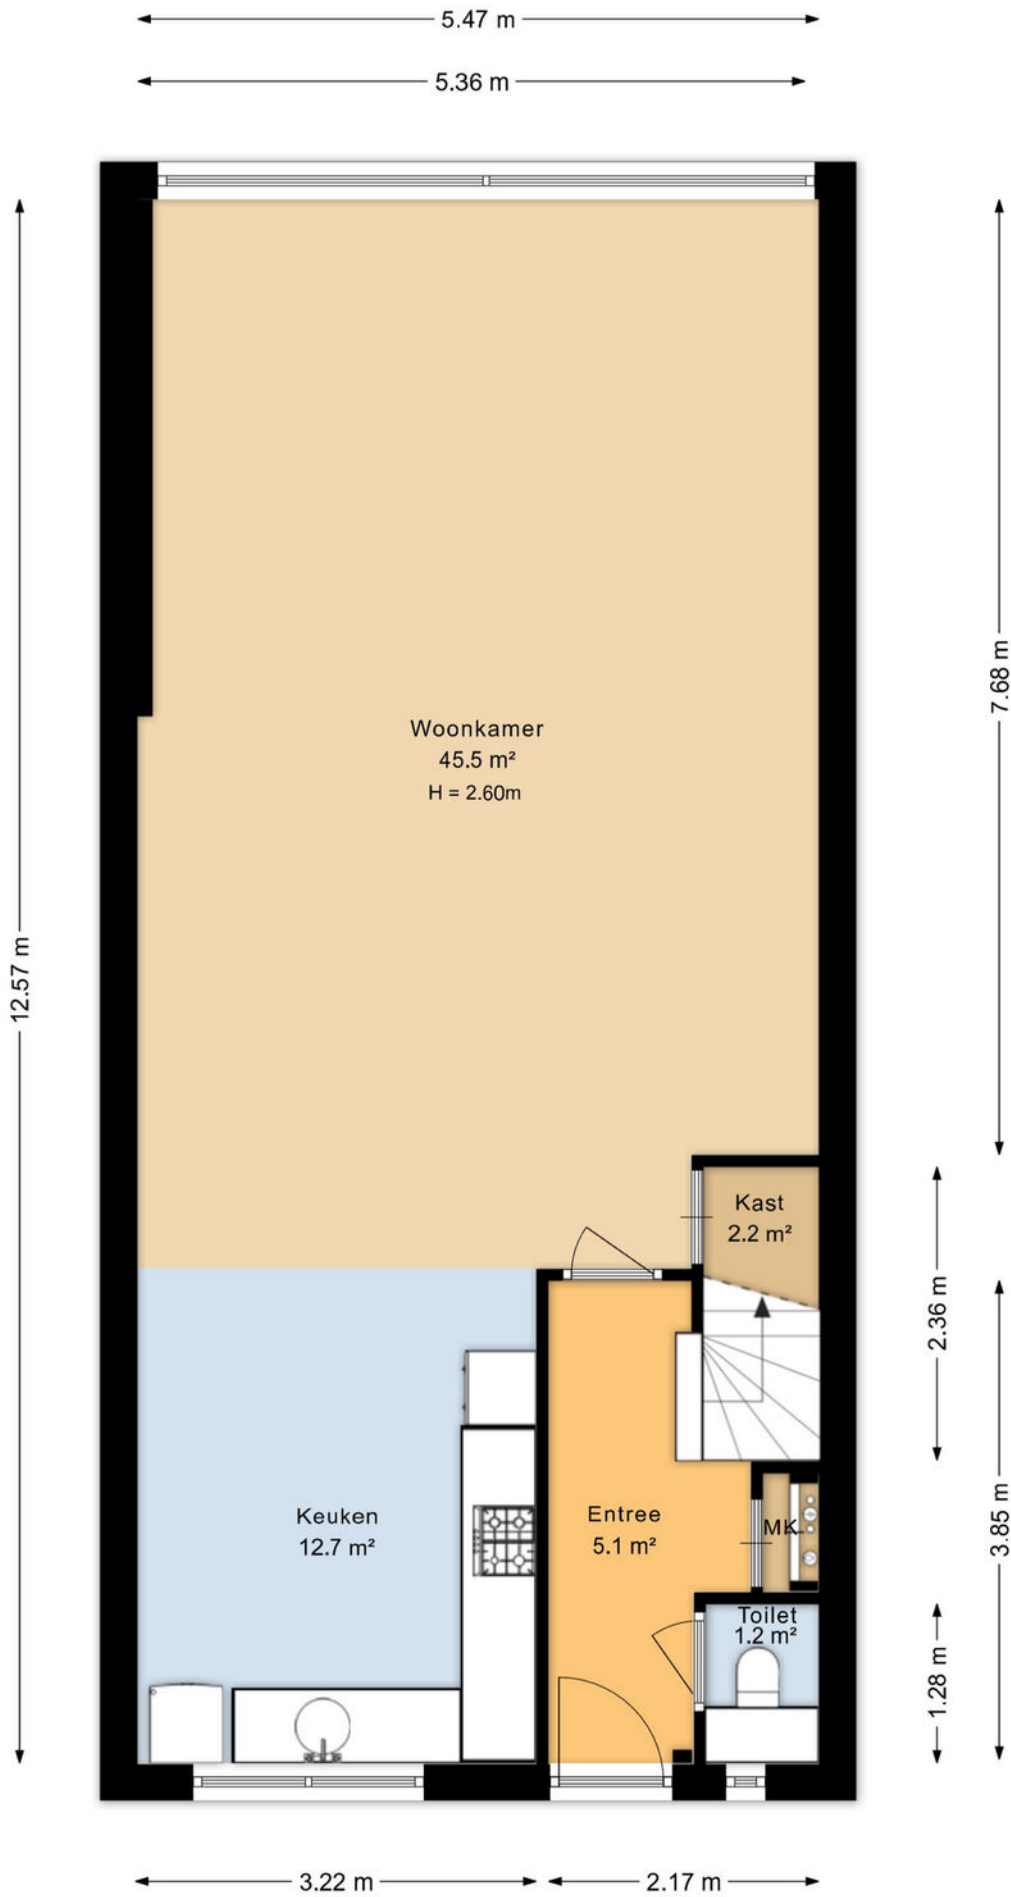 5.47 m
5.36 m
12.57 m
7.68 m
Woonkamer
45.5 m²
H = 2.60m
Kast
2.2 m²
2.36 m
3.85 m
Keuken
12.7 m²
Entree
5.1 m²
MK
Toilet
1.2 m²
1.28 m
3.22 m
2.17 m